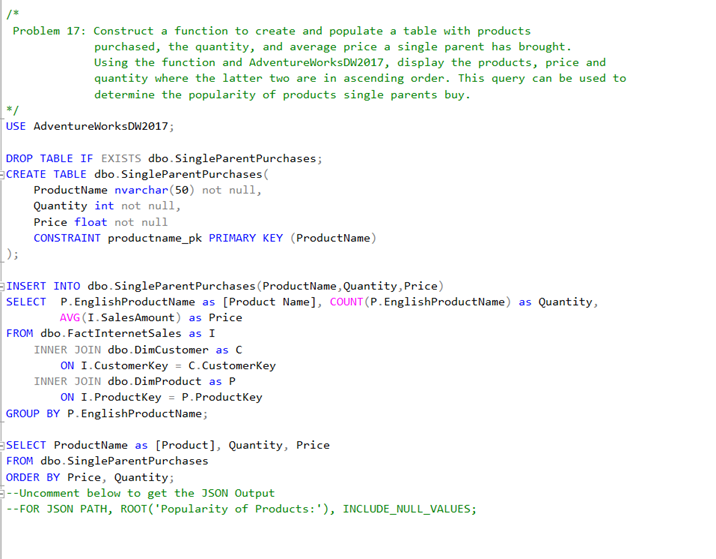 /*
 Problem 17: Construct a function to create and populate a table with products
             purchased, the quantity, and average price a single parent has brought.
             Using the function and AdventureWorksDW2017, display the products, price and
             quantity where the latter two are in ascending order. This query can be used to
             determine the popularity of products single parents buy.
*/
USE AdventureWorksDW2017;
DROP TABLE IF EXISTS dbo.SingleParentPurchases;
CREATE TABLE dbo.SingleParentPurchases(
    ProductName nvarchar(50) not null,
    Quantity int not null,
    Price float not null
    CONSTRAINT productname_pk PRIMARY KEY (ProductName)
);
INSERT INTO dbo.SingleParentPurchases(ProductName,Quantity,Price)
SELECT  P.EnglishProductName as [Product Name], COUNT(P.EnglishProductName) as Quantity,
        AVG(I.SalesAmount) as Price
FROM dbo.FactInternetSales as I
    INNER JOIN dbo.DimCustomer as C
        ON I.CustomerKey = C.CustomerKey
    INNER JOIN dbo.DimProduct as P
        ON I.ProductKey = P.ProductKey
GROUP BY P.EnglishProductName;
SELECT ProductName as [Product], Quantity, Price
FROM dbo.SingleParentPurchases
ORDER BY Price, Quantity;
--Uncomment below to get the JSON Output
--FOR JSON PATH, ROOT('Popularity of Products:'), INCLUDE_NULL_VALUES;